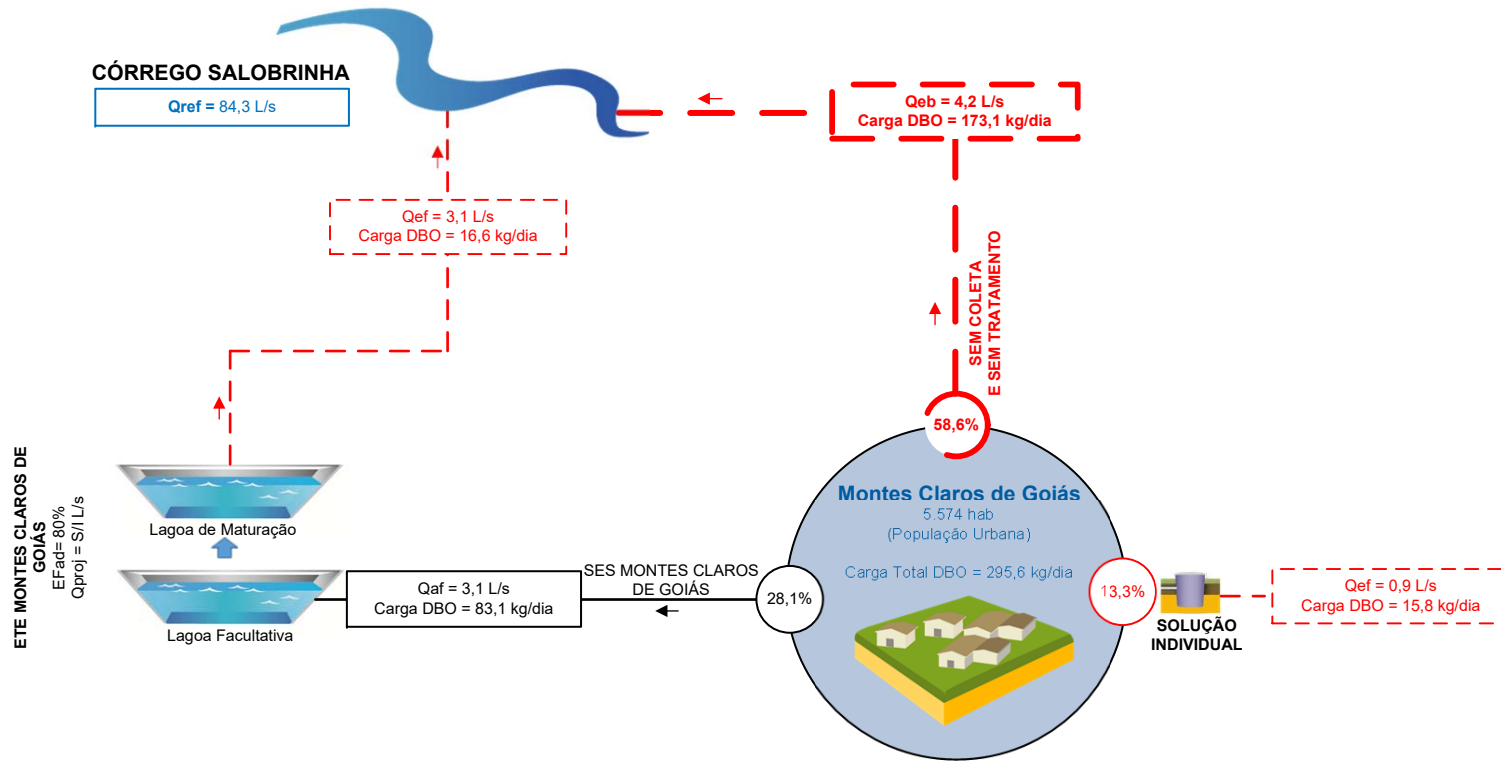 CÓRREGO SALOBRINHA
Qref = 84,3 L/s
Qeb = 4,2 L/s
Carga DBO = 173,1 kg/dia
Qef = 3,1 L/s
Carga DBO = 16,6 kg/dia
SEM COLETA
E SEM TRATAMENTO
58,6%
Montes Claros de Goiás
5.574 hab
(População Urbana)
Carga Total DBO = 295,6 kg/dia
ETE MONTES CLAROS DE
GOIÁS
EFad= 80%
Qproj = S/I L/s
Lagoa de Maturação
Lagoa Facultativa
Qaf = 3,1 L/s
Carga DBO = 83,1 kg/dia
SES MONTES CLAROS
DE GOIÁS
28,1%
13,3%
SOLUÇÃO
INDIVIDUAL
Qef = 0,9 L/s
Carga DBO = 15,8 kg/dia